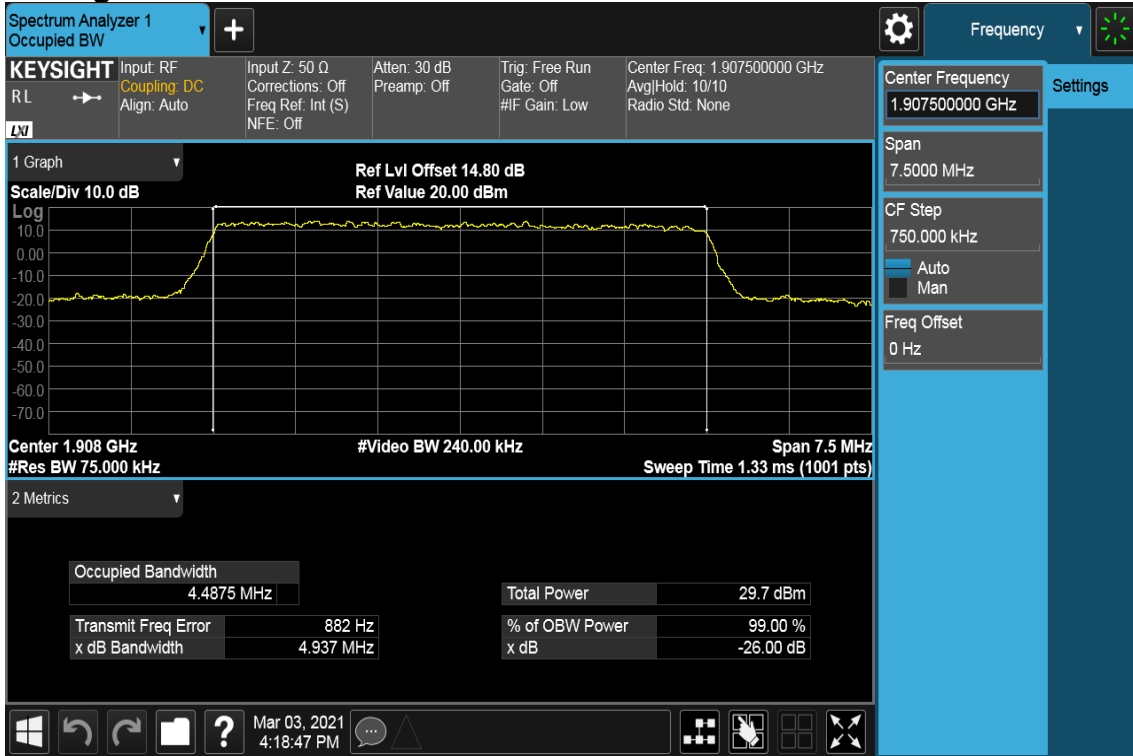 Spectrum Analyzer 1
Occupied BW
+
Frequency
KEYSIGHT
R L
LXI
Input: RF
Coupling: DC
Align: Auto
Input Z: 50 Ω
Corrections: Off
Freq Ref: Int (S)
NFE: Off
Atten: 30 dB
Preamp: Off
Trig: Free Run
Gate: Off
#IF Gain: Low
Center Freq: 1.907500000 GHz
Avg|Hold: 10/10
Radio Std: None
Center Frequency
1.907500000 GHz
Settings
Span
7.5000 MHz
CF Step
750.000 kHz
Auto
Man
Freq Offset
0 Hz
1 Graph
Scale/Div 10.0 dB
Ref Lvl Offset 14.80 dB
Ref Value 20.00 dBm
Log
10.0
0.00
-10.0
-20.0
-30.0
-40.0
-50.0
-60.0
-70.0
Center 1.908 GHz
#Video BW 240.00 kHz
Span 7.5 MHz
#Res BW 75.000 kHz
Sweep Time 1.33 ms (1001 pts)
2 Metrics
Occupied Bandwidth
4.4875 MHz
Total Power 29.7 dBm
Transmit Freq Error 882 Hz
% of OBW Power 99.00 %
x dB Bandwidth 4.937 MHz
x dB -26.00 dB
?
Mar 03, 2021
4:18:47 PM